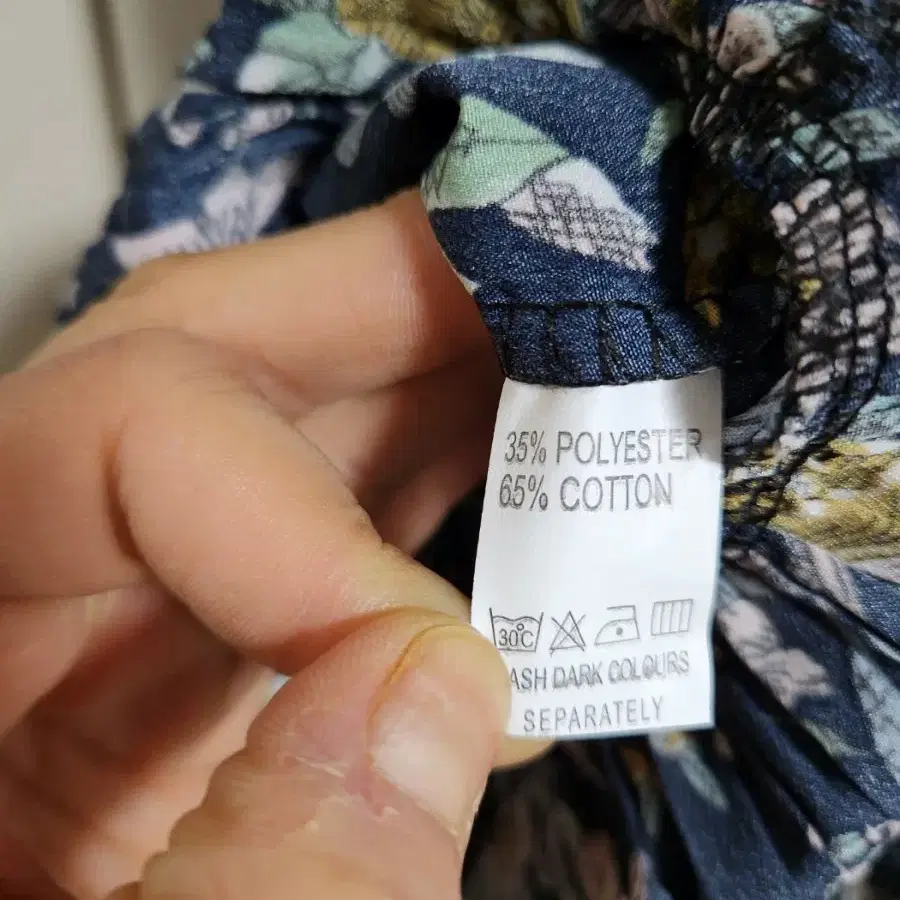 35% POLYESTER
65% COTTON
30°C
ASH DARK COLOURS
SEPARATELY